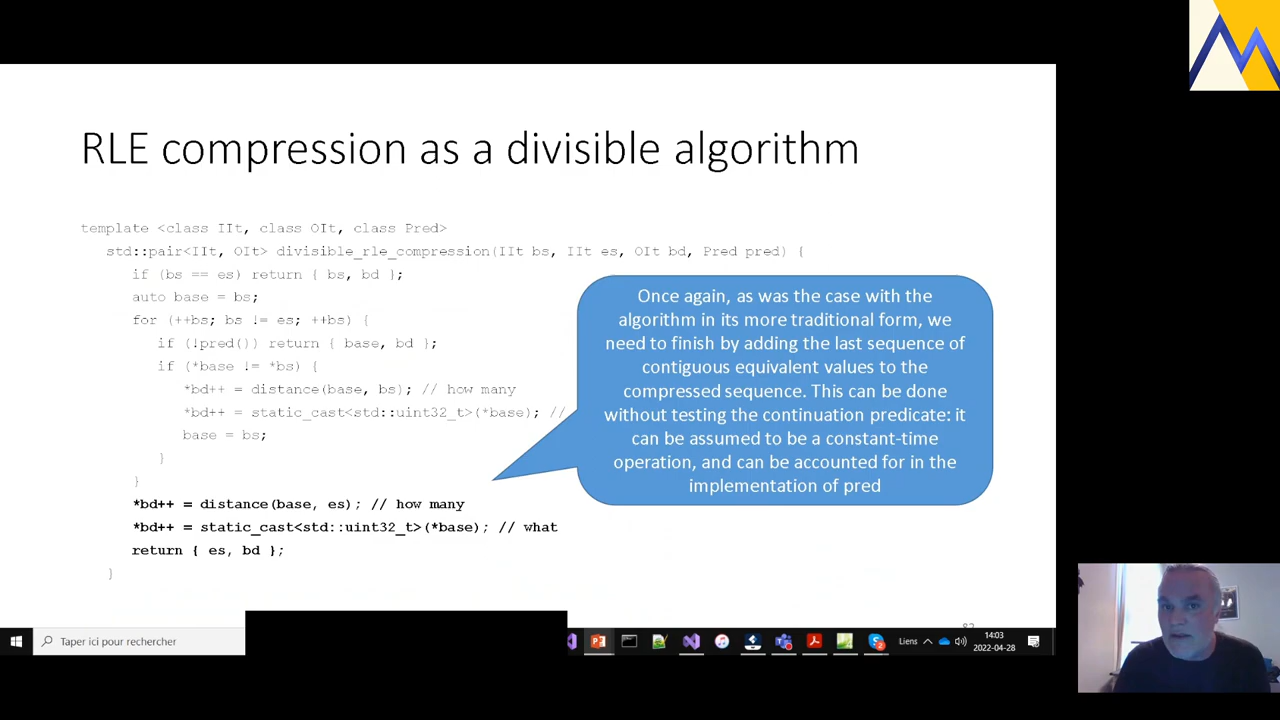 RLE compression as a divisible algorithm
template <class IIt, class OIt, class Pred>
std::pair<IIt, OIt> divisible_rle_compression(IIt bs, IIt es, OIt bd, Pred pred) {
if (bs == es) return { bs, bd };
auto base = bs;
for (++bs; bs != es; ++bs) {
if (!pred()) return { base, bd };
if (*base != *bs) {
*bd++ = distance(base, bs); // how many
*bd++ = static_cast<std::uint32_t>(*base); //
base = bs;
}
}
*bd++ = distance(base, es); // how many
*bd++ = static_cast<std::uint32_t>(*base); // what
return { es, bd };
}
Once again, as was the case with the
algorithm in its more traditional form, we
need to finish by adding the last sequence of
contiguous equivalent values to the
compressed sequence. This can be done
without testing the continuation predicate: it
can be assumed to be a constant-time
operation, and can be accounted for in the
implementation of pred
Taper ici pour rechercher
Liens
14:03
2022-04-28